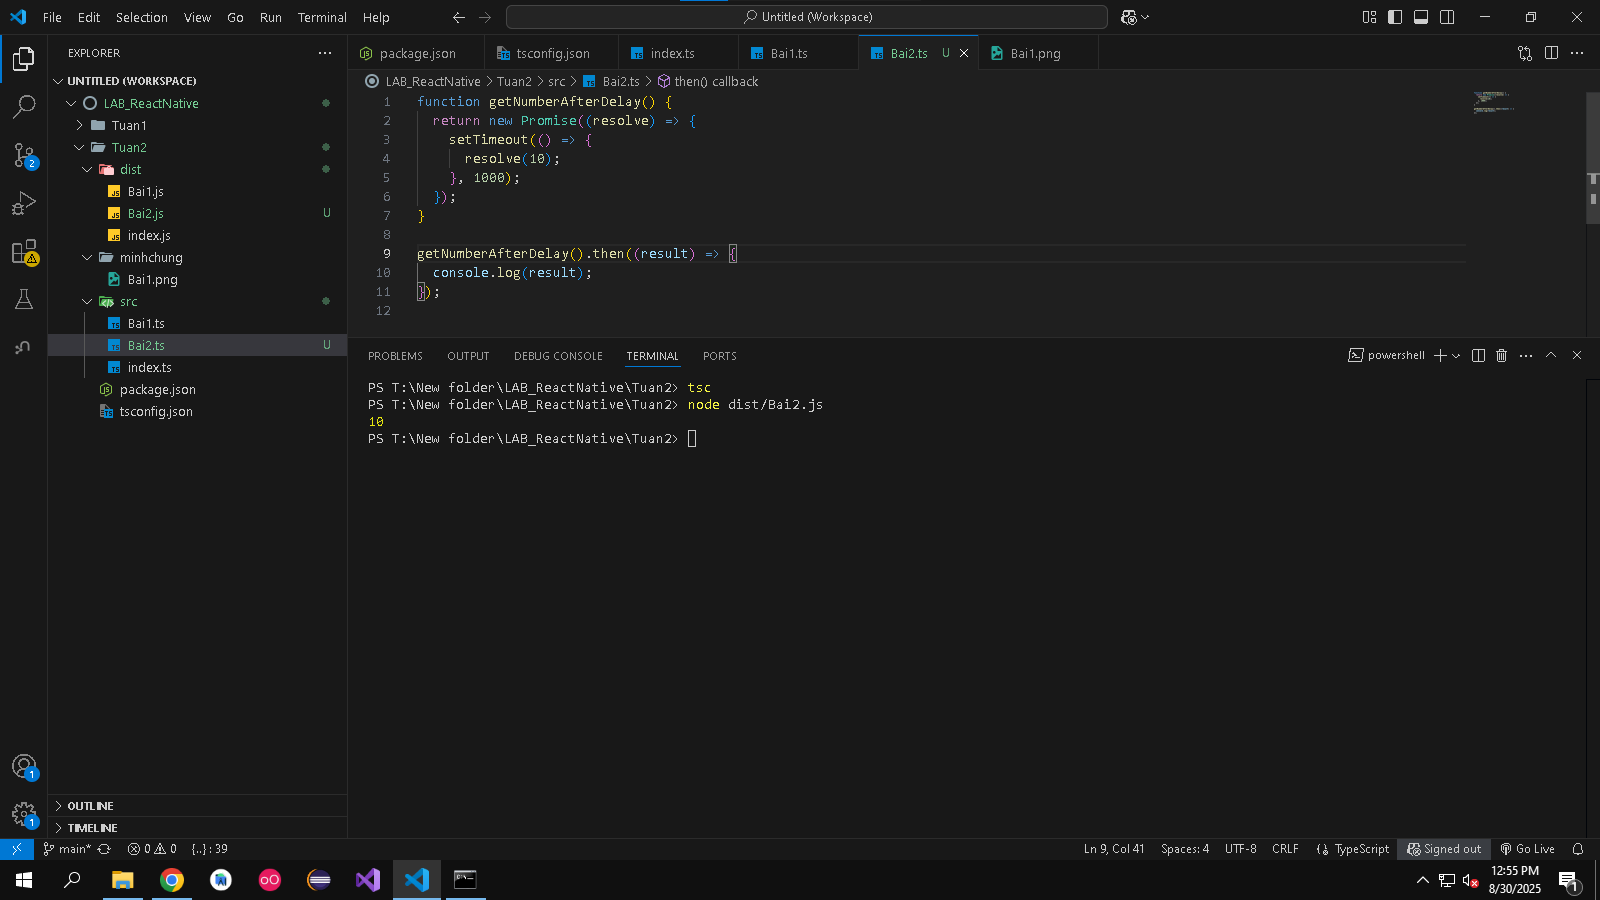 File Edit Selection View Go Run Terminal Help
Untitled (Workspace)
EXPLORER
UNTITLED (WORKSPACE)
LAB_ReactNative
Tuan1
Tuan2
dist
Bai1.js
Bai2.js U
index.js
minhchung
Bai1.png
src
Bai1.ts
Bai2.ts U
index.ts
package.json
tsconfig.json
OUTLINE
TIMELINE
package.json tsconfig.json index.ts Bai1.ts Bai2.ts U Bai1.png
LAB_ReactNative > Tuan2 > src > Bai2.ts > then() callback
1 function getNumberAfterDelay() {
2 return new Promise((resolve) => {
3 setTimeout(() => {
4 resolve(10);
5 }, 1000);
6 });
7 }
8
9 getNumberAfterDelay().then((result) => {
10 console.log(result);
11 });
12
PROBLEMS OUTPUT DEBUG CONSOLE TERMINAL PORTS
powershell
PS T:\New folder\LAB_ReactNative\Tuan2> tsc
PS T:\New folder\LAB_ReactNative\Tuan2> node dist/Bai2.js
10
PS T:\New folder\LAB_ReactNative\Tuan2>
2
1
1
main* 0 0 {..} : 39
Ln 9, Col 41 Spaces: 4 UTF-8 CRLF TypeScript Signed out Go Live
12:55 PM
8/30/2025
1